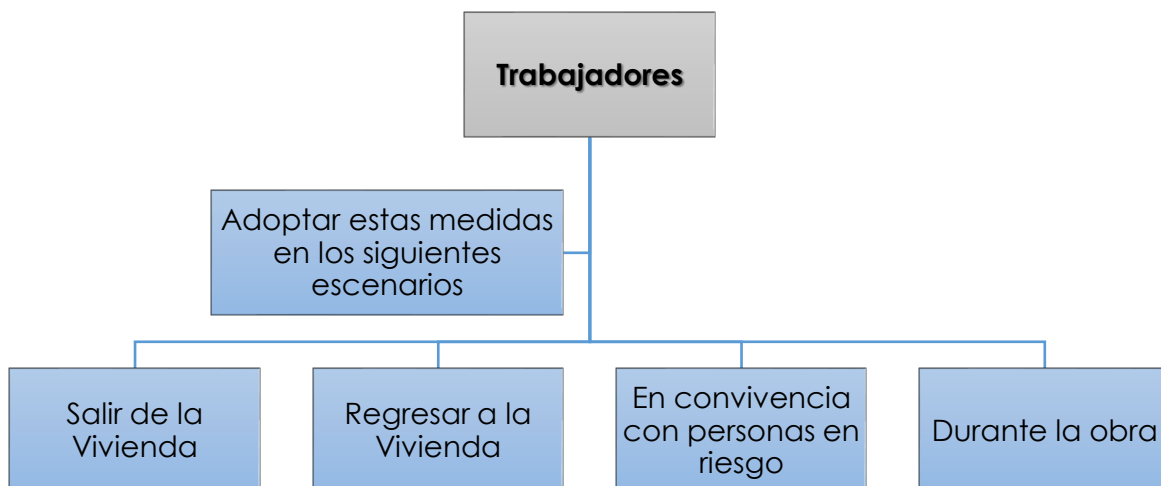 Trabajadores
Adoptar estas medidas
en los siguientes
escenarios
Salir de la
Vivienda
Regresar a la
Vivienda
En convivencia
con personas en
riesgo
Durante la obra